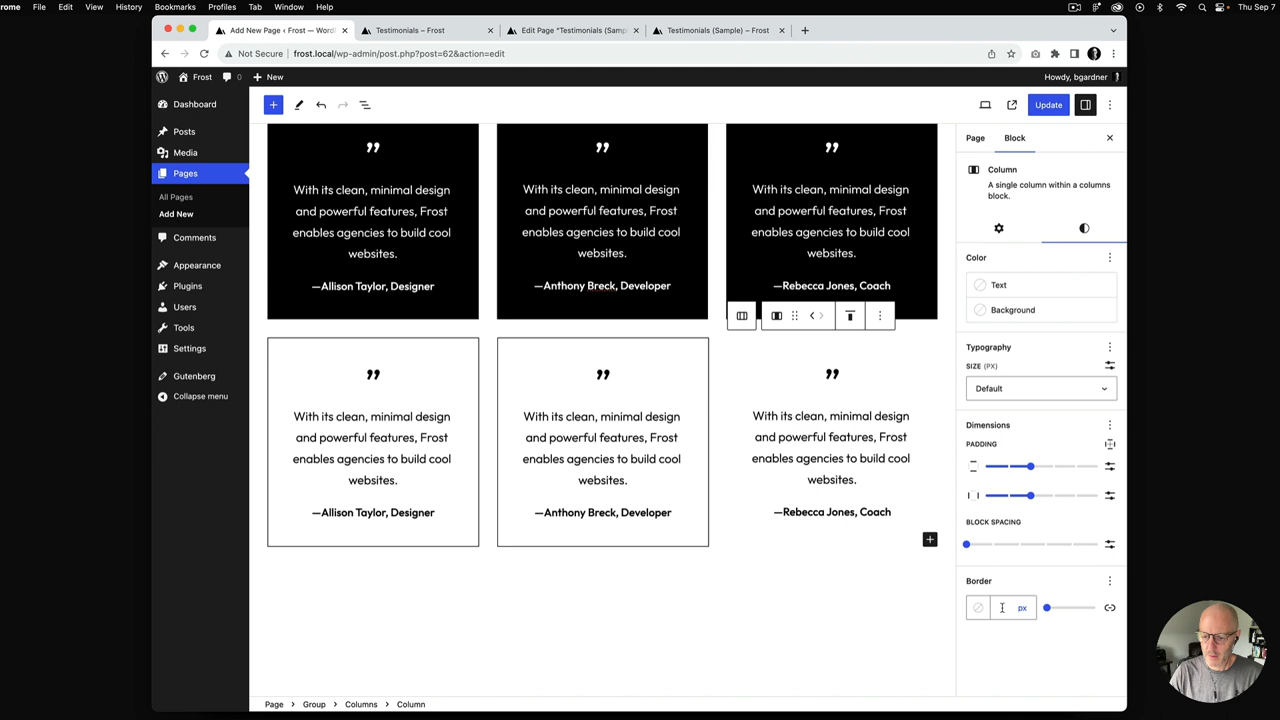 rome File Edit View History Bookmarks Profiles Tab Window Help Thu Sep 7
Add New Page ‹ Frost — Word Testimonials – Frost Edit Page "Testimonials (Samp Testimonials (Sample) – Frost
Not Secure frost.local/wp-admin/post.php?post=62&action=edit
Frost 0 New Howdy, bgardner
Dashboard
Posts
Media
Pages
All Pages
Add New
Comments
Appearance
Plugins
Users
Tools
Settings
Gutenberg
Collapse menu
Update
”
With its clean, minimal design
and powerful features, Frost
enables agencies to build cool
websites.
—Allison Taylor, Designer
”
With its clean, minimal design
and powerful features, Frost
enables agencies to build cool
websites.
—Anthony Breck, Developer
”
With its clean, minimal design
and powerful features, Frost
enables agencies to build cool
websites.
—Rebecca Jones, Coach
”
With its clean, minimal design
and powerful features, Frost
enables agencies to build cool
websites.
—Allison Taylor, Designer
”
With its clean, minimal design
and powerful features, Frost
enables agencies to build cool
websites.
—Anthony Breck, Developer
”
With its clean, minimal design
and powerful features, Frost
enables agencies to build cool
websites.
—Rebecca Jones, Coach
Page Block
Column
A single column within a columns
block.
Color
Text
Background
Typography
SIZE (PX)
Default
Dimensions
PADDING
BLOCK SPACING
Border
px
Page > Group > Columns > Column